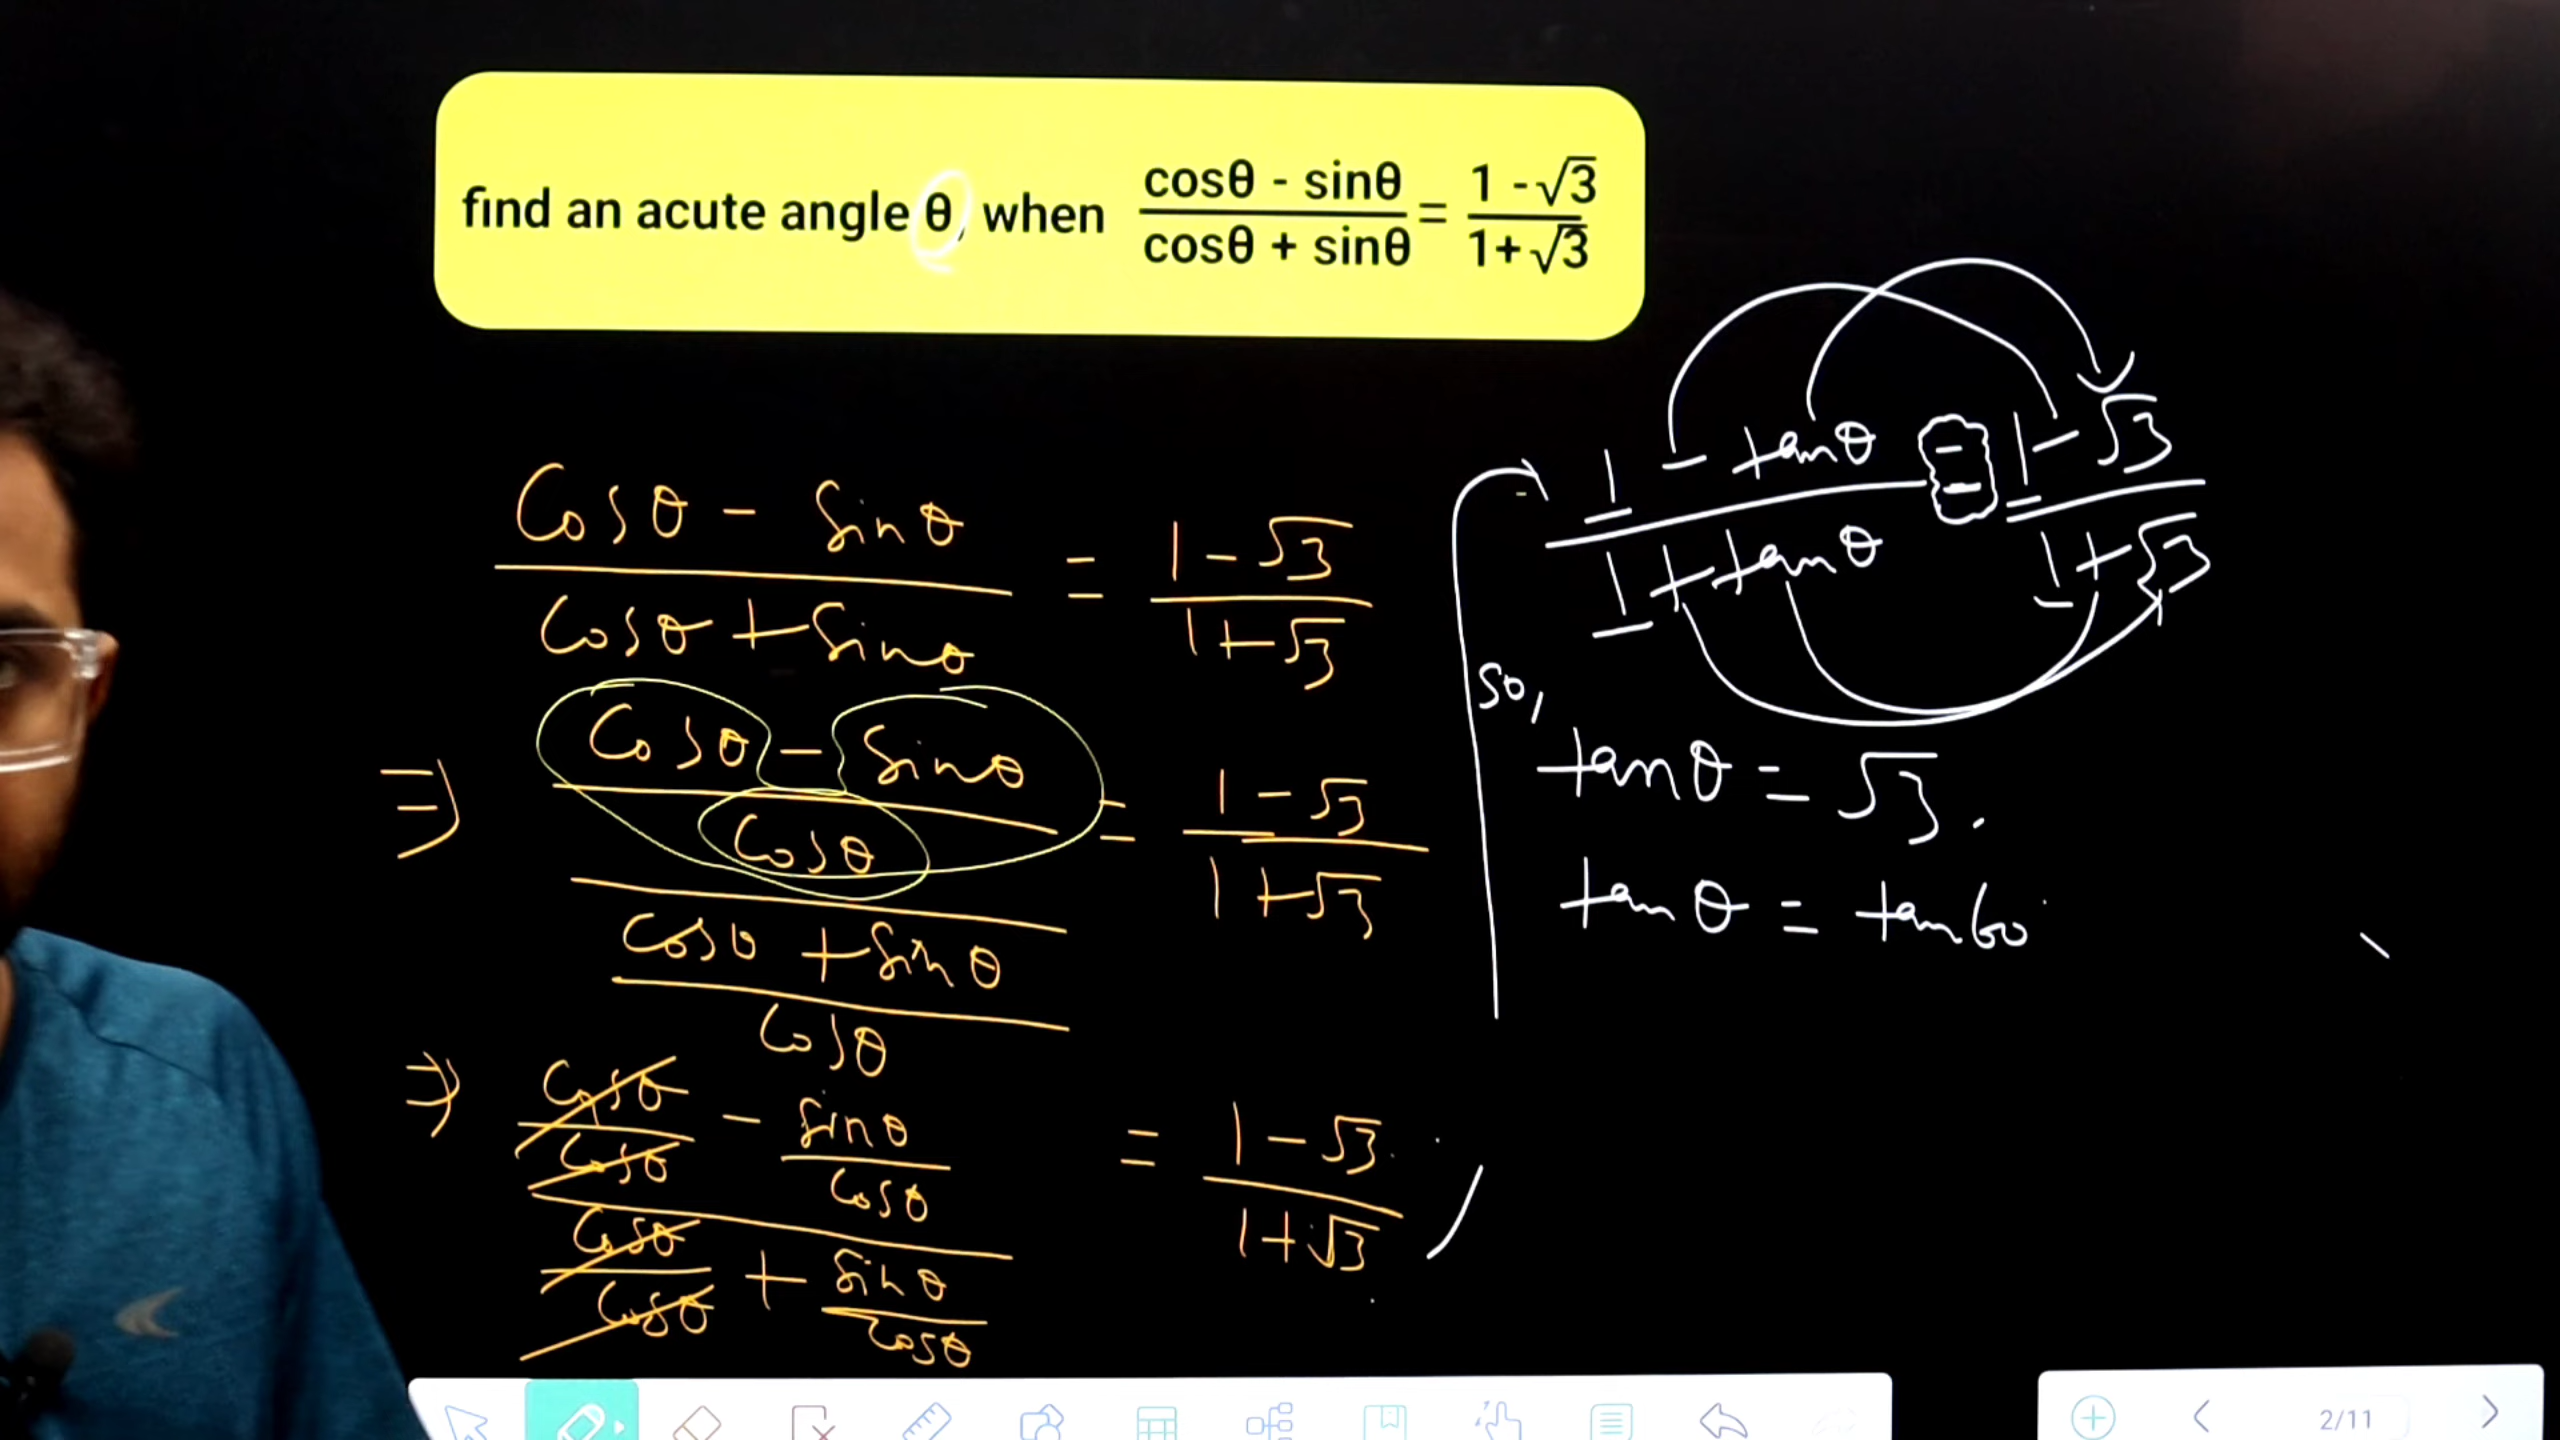 find an acute angle θ, when cosθ - sinθ / cosθ + sinθ = 1 - √3 / 1+ √3
Cosθ - Sinθ / Cosθ + Sinθ = 1 - √3 / 1 + √3
⇒ Cosθ - Sinθ / Cosθ / Cosθ + Sinθ / Cosθ = 1 - √3 / 1 + √3
⇒ Cosθ / Cosθ - Sinθ / Cosθ / Cosθ / Cosθ + Sinθ / Cosθ = 1 - √3 / 1 + √3
1 - tanθ / 1 + tanθ = 1 - √3 / 1 + √3
so,
tanθ = √3.
tanθ = tan60
2/11